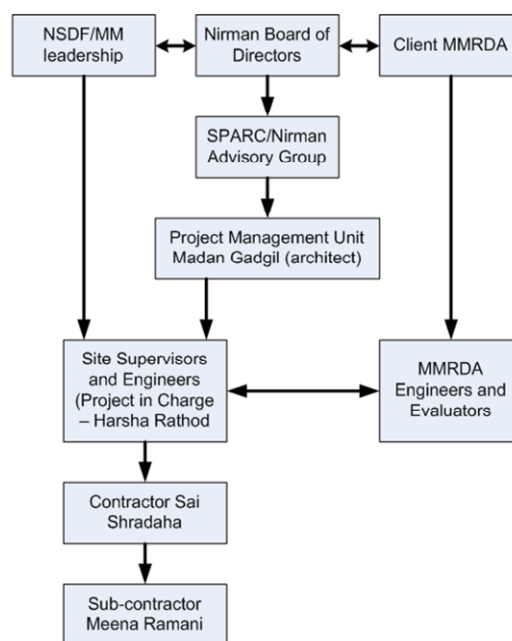 NSDF/MM
leadership
Nirman Board of
Directors
Client MMRDA
SPARC/Nirman
Advisory Group
Project Management Unit
Madan Gadgil (architect)
Site Supervisors
and Engineers
(Project in Charge
– Harsha Rathod
MMRDA
Engineers and
Evaluators
Contractor Sai
Shradaha
Sub-contractor
Meena Ramani